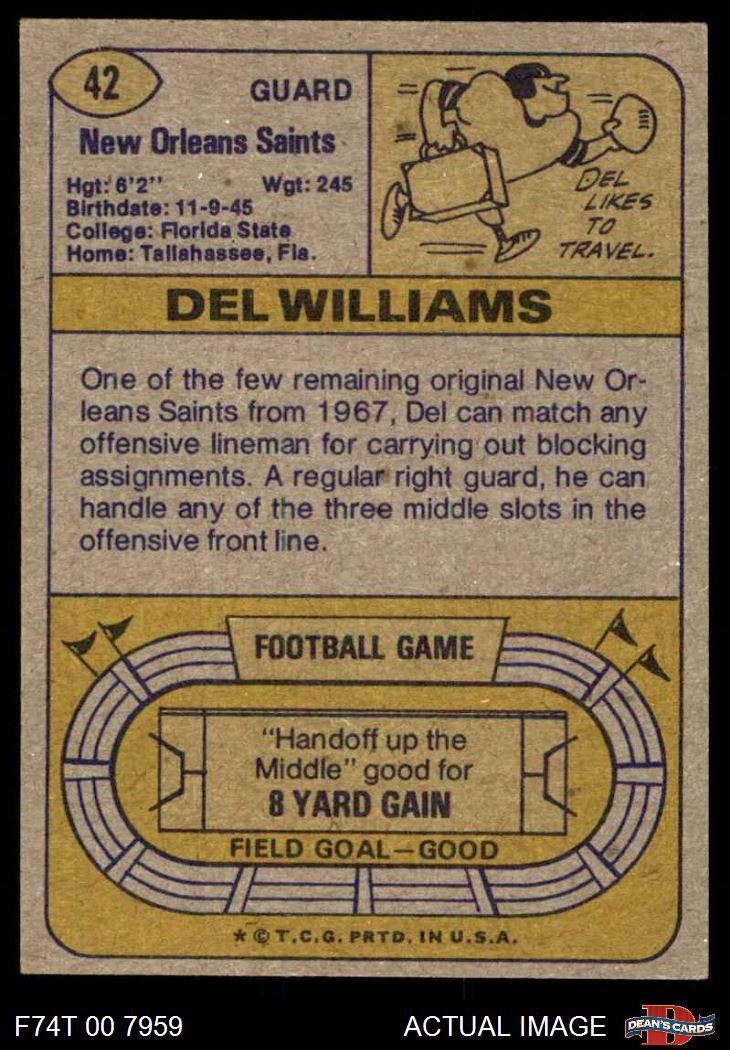 42
GUARD
New Orleans Saints
Hgt: 6'2" Wgt: 245
Birthdate: 11-9-45
College: Florida State
Home: Tallahassee, Fla.
DEL
LIKES
TO
TRAVEL.
DEL WILLIAMS
One of the few remaining original New Or-
leans Saints from 1967, Del can match any
offensive lineman for carrying out blocking
assignments. A regular right guard, he can
handle any of the three middle slots in the
offensive front line.
FOOTBALL GAME
"Handoff up the
Middle" good for
8 YARD GAIN
FIELD GOAL—GOOD
* © T.C.G. PRTD. IN U.S.A.
F74T 00 7959 ACTUAL IMAGE
D
DEAN'S CARDS